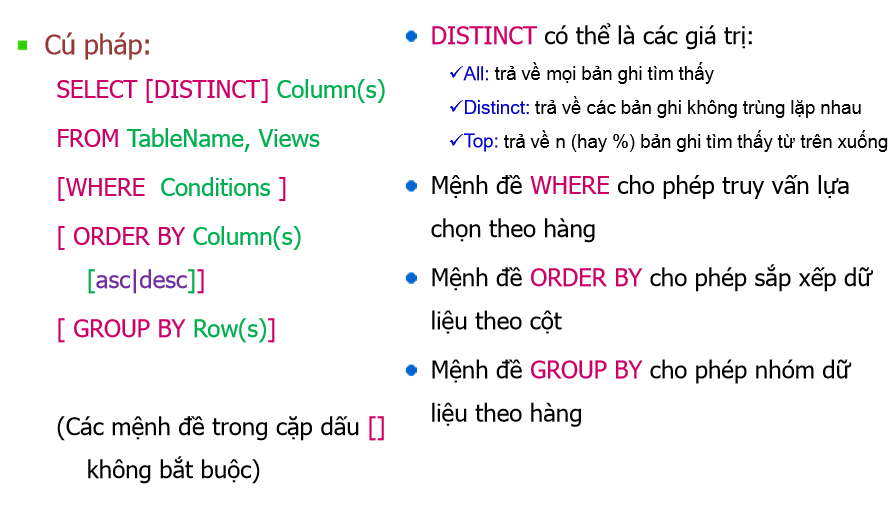 Cú pháp:
SELECT [DISTINCT] Column(s)
FROM TableName, Views
[WHERE Conditions ]
[ ORDER BY Column(s)
[asc|desc]]
[ GROUP BY Row(s)]
(Các mệnh đề trong cặp dấu []
không bắt buộc)
DISTINCT có thể là các giá trị:
All: trả về mọi bản ghi tìm thấy
Distinct: trả về các bản ghi không trùng lặp nhau
Top: trả về n (hay %) bản ghi tìm thấy từ trên xuống
Mệnh đề WHERE cho phép truy vấn lựa
chọn theo hàng
Mệnh đề ORDER BY cho phép sắp xếp dữ
liệu theo cột
Mệnh đề GROUP BY cho phép nhóm dữ
liệu theo hàng